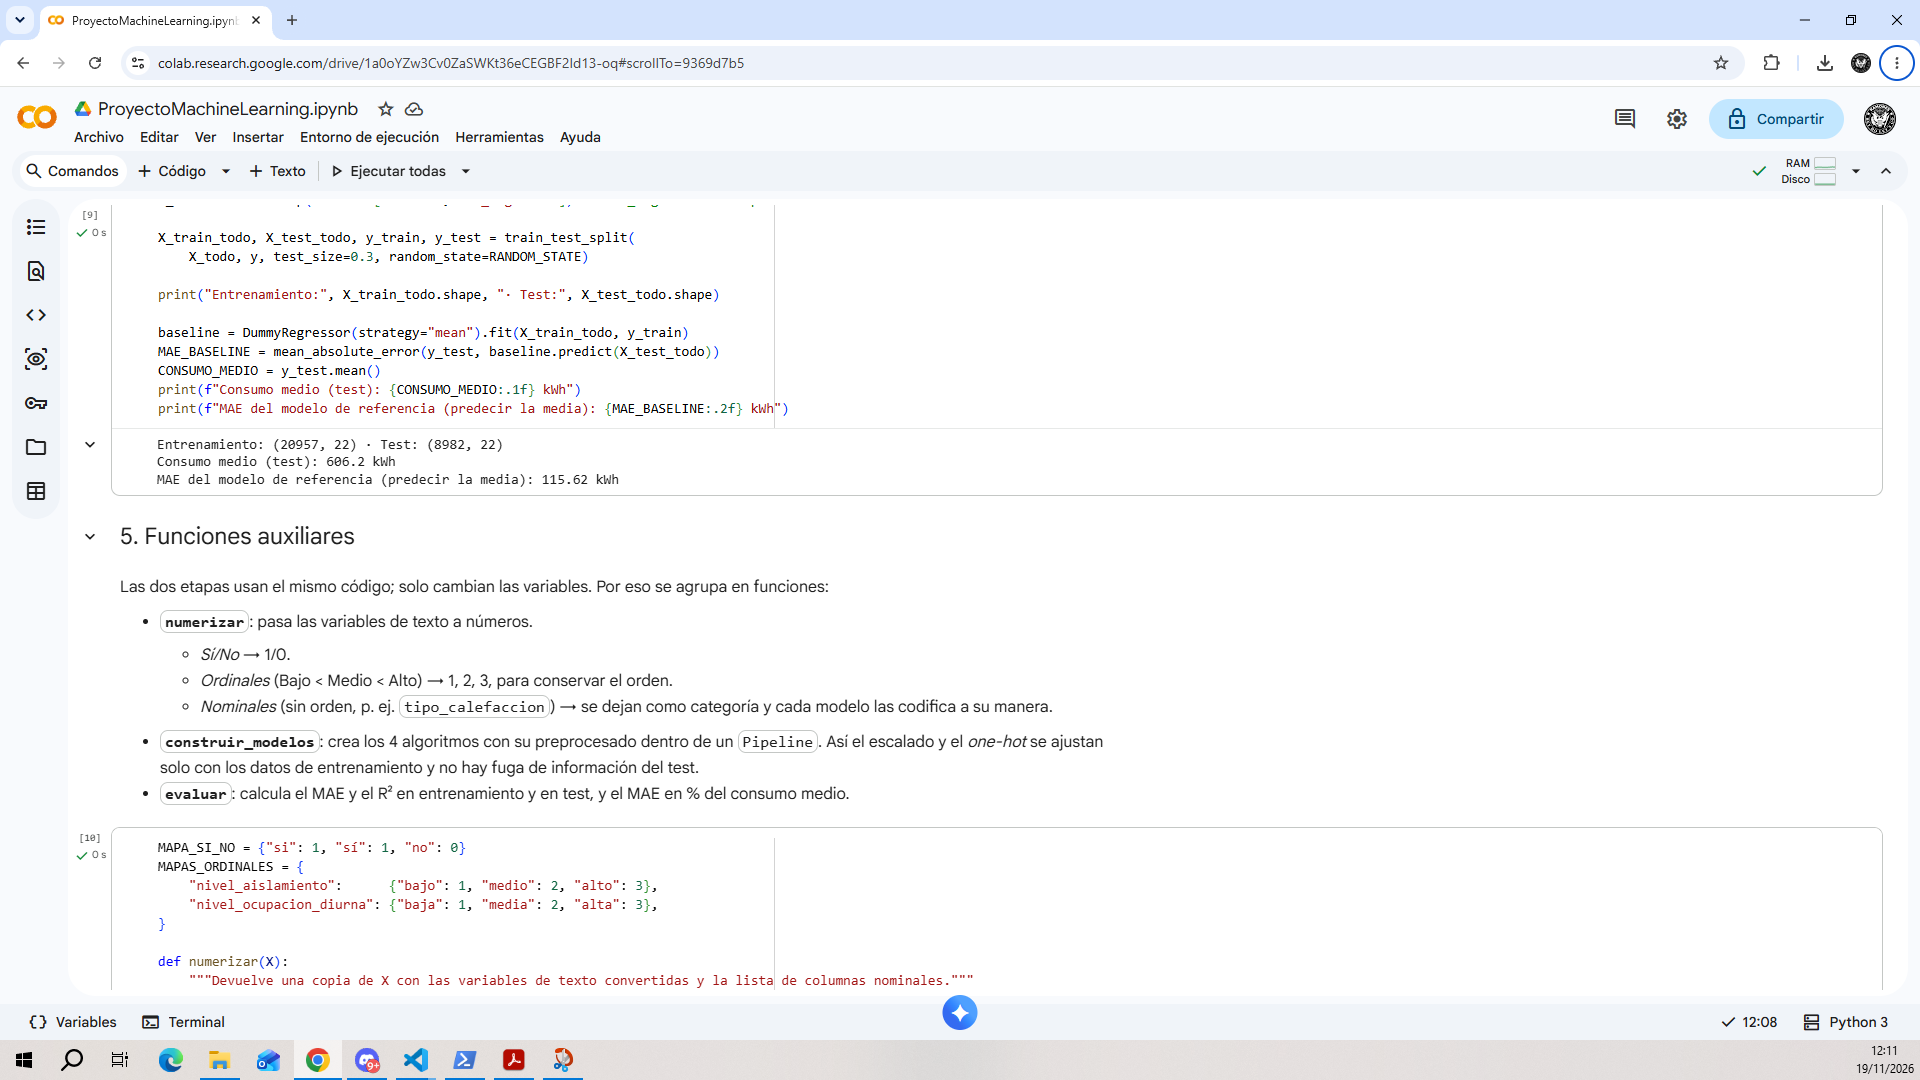 ProyectoMachineLearning.ipynb
colab.research.google.com/drive/1a0oYZw3Cv0ZaSWKt36eCEGBF2Id13-oq#scrollTo=9369d7b5
ProyectoMachineLearning.ipynb
Archivo Editar Ver Insertar Entorno de ejecución Herramientas Ayuda
Compartir
Comandos + Código + Texto Ejecutar todas
RAM
Disco
[9]
0 s
X_train_todo, X_test_todo, y_train, y_test = train_test_split(
X_todo, y, test_size=0.3, random_state=RANDOM_STATE)
print("Entrenamiento:", X_train_todo.shape, "· Test:", X_test_todo.shape)
baseline = DummyRegressor(strategy="mean").fit(X_train_todo, y_train)
MAE_BASELINE = mean_absolute_error(y_test, baseline.predict(X_test_todo))
CONSUMO_MEDIO = y_test.mean()
print(f"Consumo medio (test): {CONSUMO_MEDIO:.1f} kWh")
print(f"MAE del modelo de referencia (predecir la media): {MAE_BASELINE:.2f} kWh")
Entrenamiento: (20957, 22) · Test: (8982, 22)
Consumo medio (test): 606.2 kWh
MAE del modelo de referencia (predecir la media): 115.62 kWh
5. Funciones auxiliares
Las dos etapas usan el mismo código; solo cambian las variables. Por eso se agrupa en funciones:
• numerizar: pasa las variables de texto a números.
◦ Sí/No → 1/0.
◦ Ordinales (Bajo < Medio < Alto) → 1, 2, 3, para conservar el orden.
◦ Nominales (sin orden, p. ej. tipo_calefaccion) → se dejan como categoría y cada modelo las codifica a su manera.
• construir_modelos: crea los 4 algoritmos con su preprocesado dentro de un Pipeline. Así el escalado y el one-hot se ajustan
solo con los datos de entrenamiento y no hay fuga de información del test.
• evaluar: calcula el MAE y el R² en entrenamiento y en test, y el MAE en % del consumo medio.
[10]
0 s
MAPA_SI_NO = {"si": 1, "sí": 1, "no": 0}
MAPAS_ORDINALES = {
"nivel_aislamiento": {"bajo": 1, "medio": 2, "alto": 3},
"nivel_ocupacion_diurna": {"baja": 1, "media": 2, "alta": 3},
}
def numerizar(X):
"""Devuelve una copia de X con las variables de texto convertidas y la lista de columnas nominales."""
Variables Terminal
12:08 Python 3
9+
12:11
19/11/2026